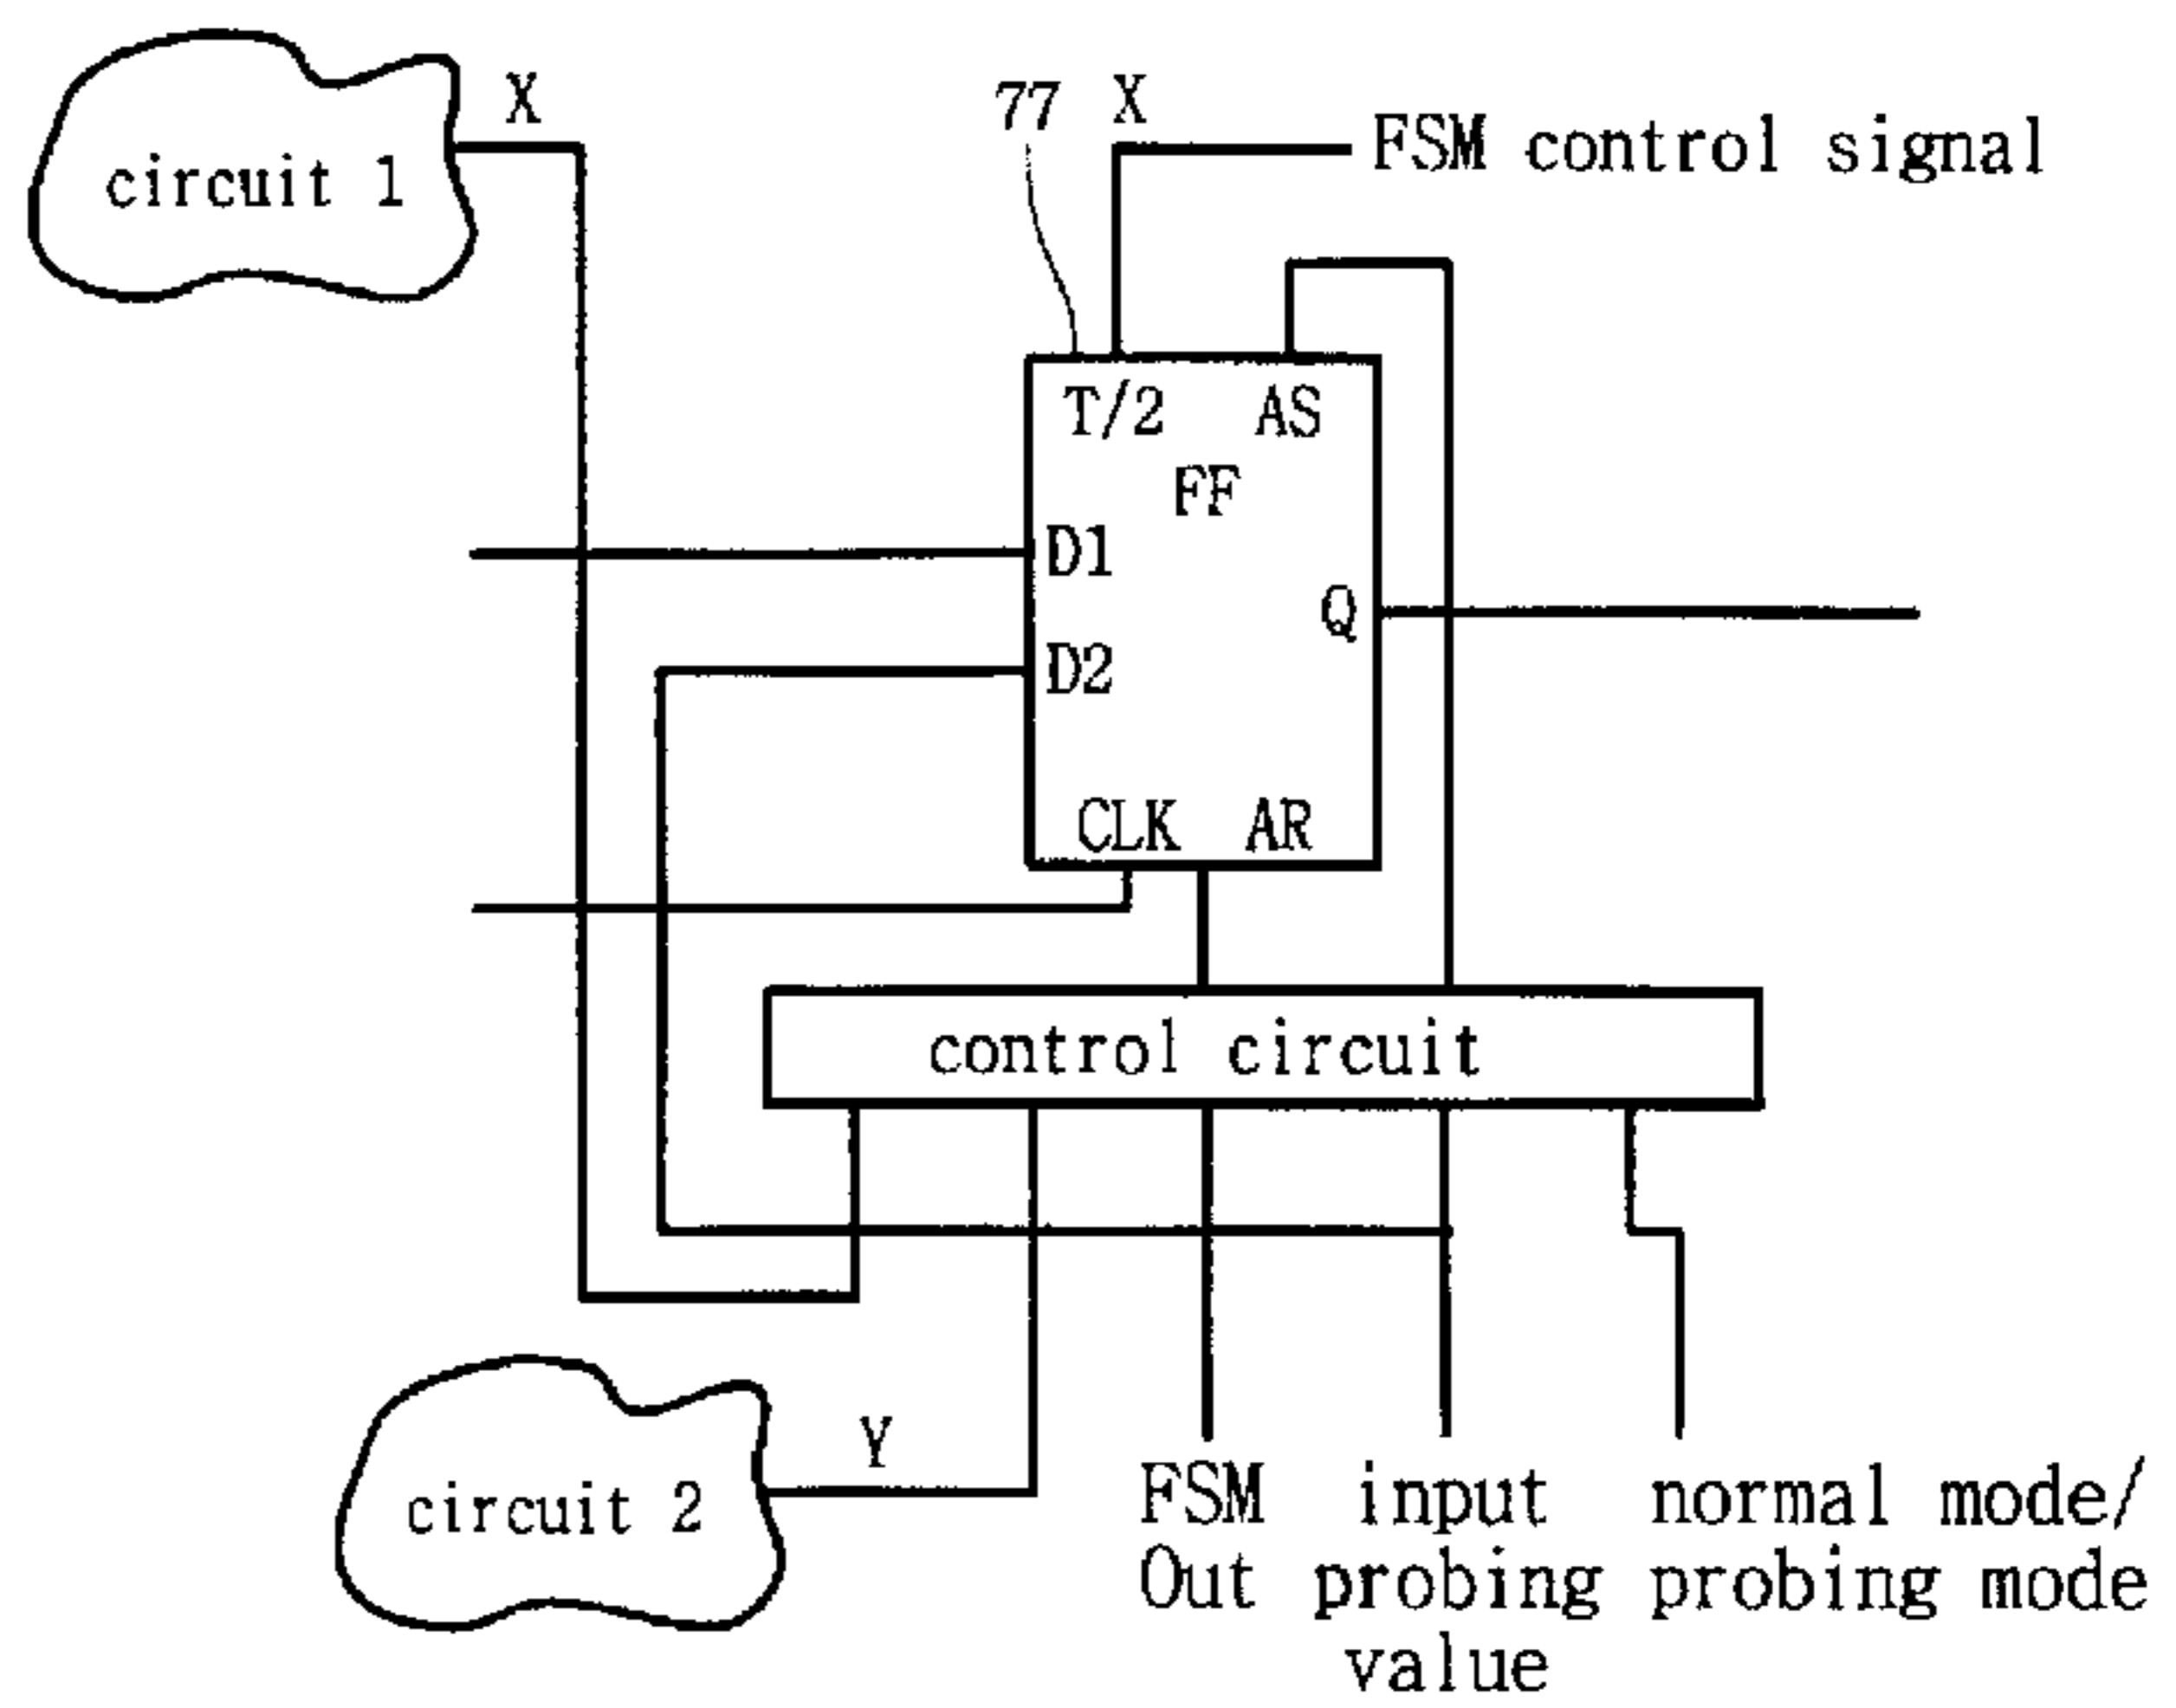 X
circuit 1
77 X
FSM control signal
T/2 AS
FF
D1
Q
D2
CLK AR
control circuit
Y
circuit 2
FSM input normal mode/
Out probing probing mode
value